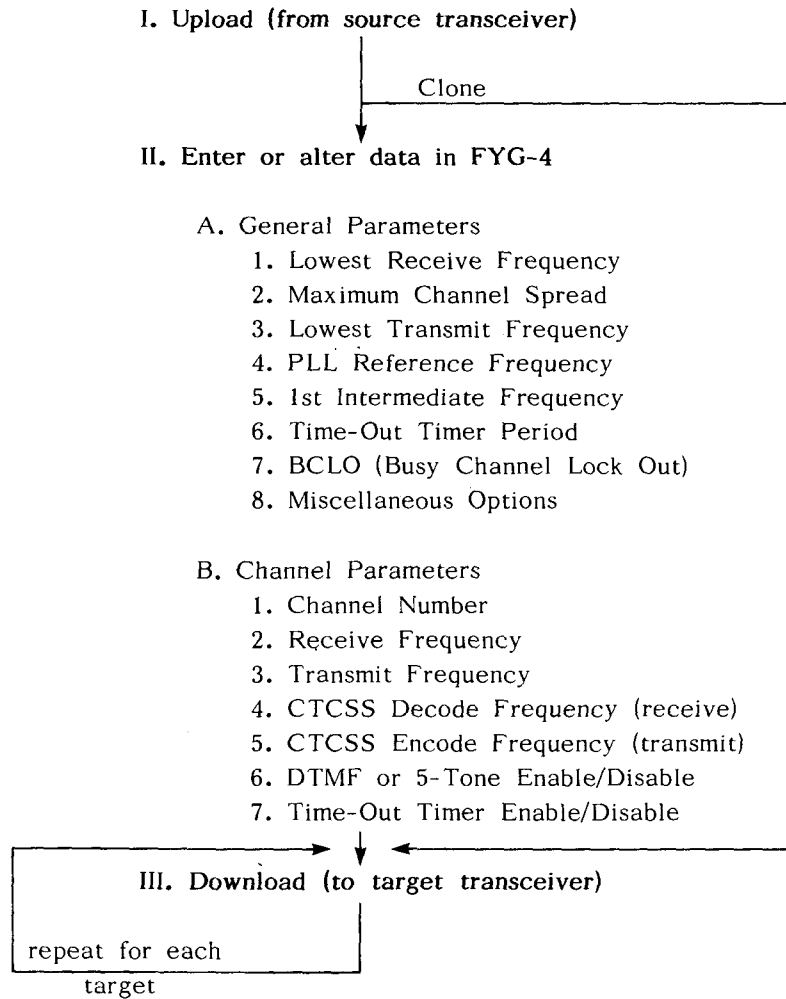 I. Upload (from source transceiver)
Clone
II. Enter or alter data in FYG-4
A. General Parameters
1. Lowest Receive Frequency
2. Maximum Channel Spread
3. Lowest Transmit Frequency
4. PLL Reference Frequency
5. 1st Intermediate Frequency
6. Time-Out Timer Period
7. BCLO (Busy Channel Lock Out)
8. Miscellaneous Options
B. Channel Parameters
1. Channel Number
2. Receive Frequency
3. Transmit Frequency
4. CTCSS Decode Frequency (receive)
5. CTCSS Encode Frequency (transmit)
6. DTMF or 5-Tone Enable/Disable
7. Time-Out Timer Enable/Disable
III. Download (to target transceiver)
repeat for each
target